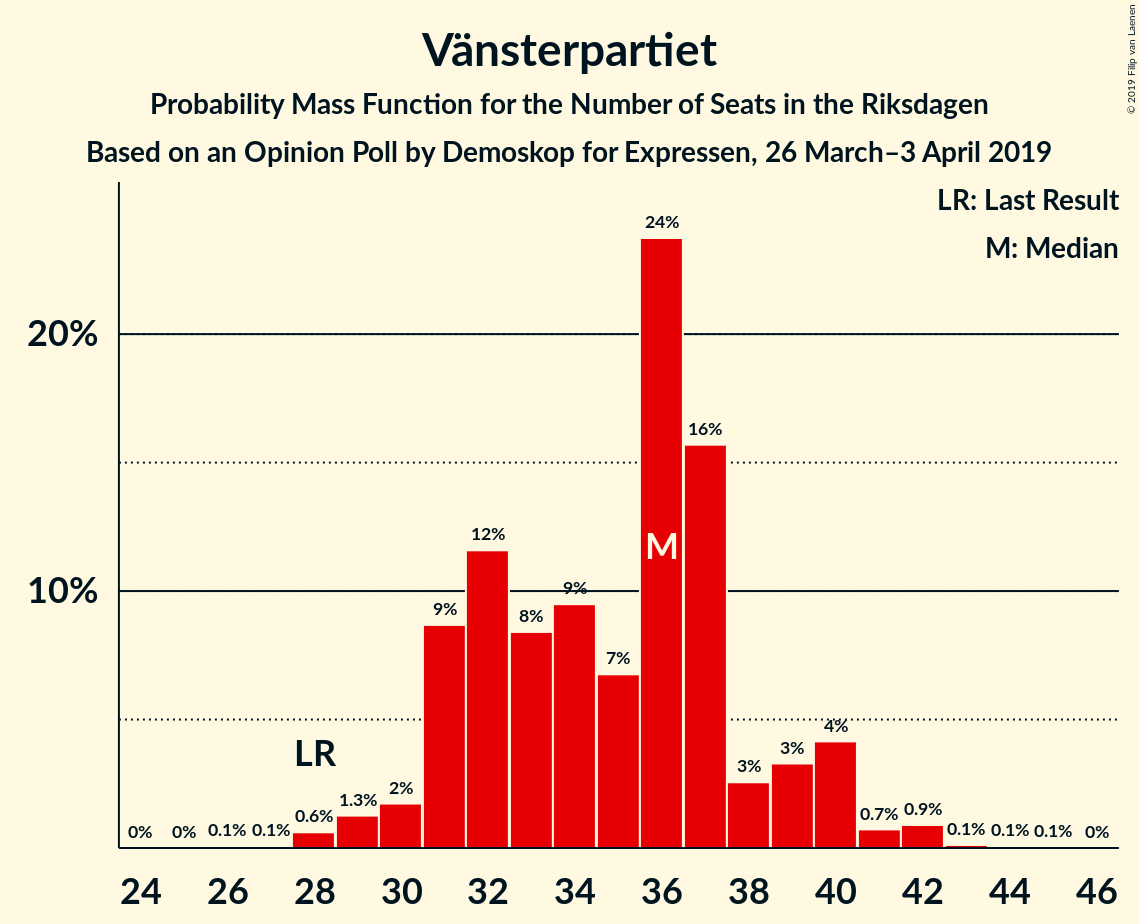 Vänsterpartiet
Probability Mass Function for the Number of Seats in the Riksdagen
Based on an Opinion Poll by Demoskop for Expressen, 26 March–3 April 2019
© 2019 Filip van Laenen
LR: Last Result
M: Median
20%
10%
0%
0%
0.1%
0.1%
0.6%
1.3%
2%
9%
12%
8%
9%
7%
24%
16%
3%
3%
4%
0.7%
0.9%
0.1%
0.1%
0.1%
0%
LR
M
24 26 28 30 32 34 36 38 40 42 44 46